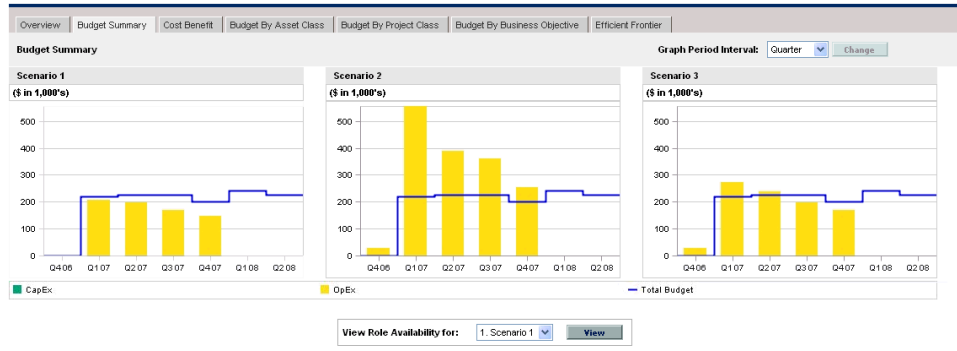 Overview Budget Summary Cost Benefit Budget By Asset Class Budget By Project Class Budget By Business Objective Efficient Frontier
Budget Summary Graph Period Interval: Quarter Change
Scenario 1 Scenario 2 Scenario 3
($ in 1,000's) ($ in 1,000's) ($ in 1,000's)
500 500 500
400 400 400
300 300 300
200 200 200
100 100 100
0 0 0
Q4 06 Q1 07 Q2 07 Q3 07 Q4 07 Q1 08 Q2 08 Q4 06 Q1 07 Q2 07 Q3 07 Q4 07 Q1 08 Q2 08 Q4 06 Q1 07 Q2 07 Q3 07 Q4 07 Q1 08 Q2 08
CapEx OpEx Total Budget
View Role Availability for: 1. Scenario 1 View